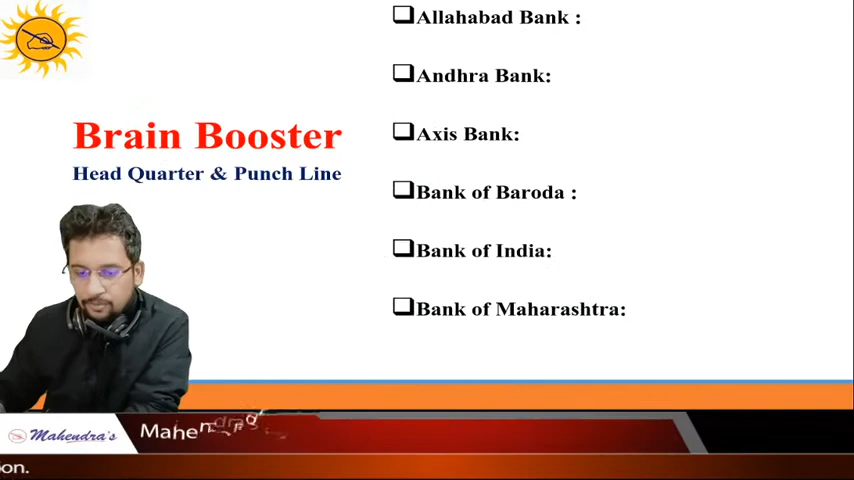 Allahabad Bank :
Andhra Bank:
Axis Bank:
Bank of Baroda :
Bank of India:
Bank of Maharashtra:
Brain Booster
Head Quarter & Punch Line
Mahendra's
Mahendra'
on.